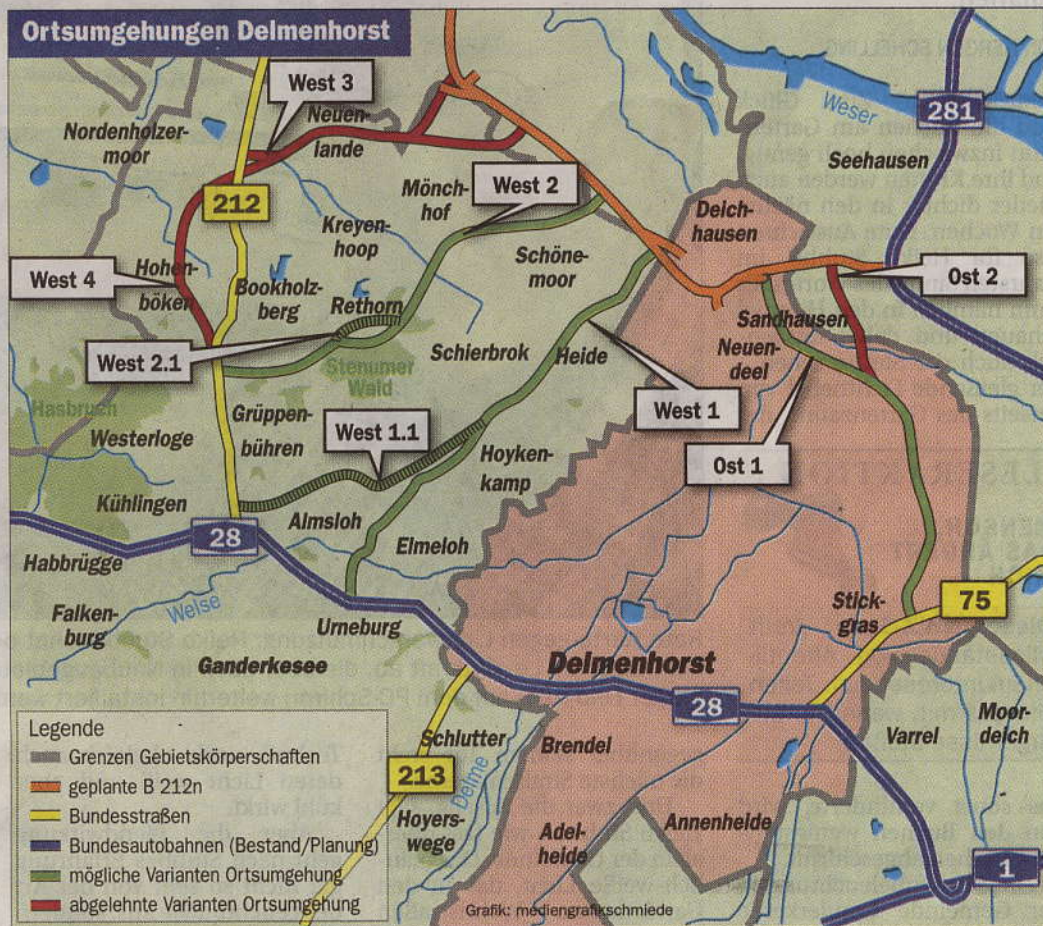 Ortsumgehungen Delmenhorst
West 3
Neuen-
lande
Nordenholzer-
moor
212
Mönch-
hof
West 2
Kreyen-
hoop
Weser
281
Seehausen
Deich-
hausen
West 4
Hohen-
böken
Bookholz-
berg
Rethorn
Schöne-
moor
Ost 2
West 2.1
Stenumer
Wald
Schierbrok
Heide
Sandhausen
Neuen-
deel
Hasbruch
Westerloge
Grüppen-
bühren
West 1.1
West 1
Ost 1
Hoyken-
kamp
Kühlingen
28
Almsloh
Elmeloh
Habbrügge
Welse
Falken-
burg
Urneburg
Stick-
gras
75
Ganderkesee
Delmenhorst
28
Legende
Grenzen Gebietskörperschaften
geplante B 212n
Bundesstraßen
Bundesautobahnen (Bestand/Planung)
mögliche Varianten Ortsumgehung
abgelehnte Varianten Ortsumgehung
Schlutter
213
Delme
Hoyers-
wege
Brendel
Adel-
heide
Annenheide
Varrel
Moor-
deich
1
Grafik: mediengrafikschmiede